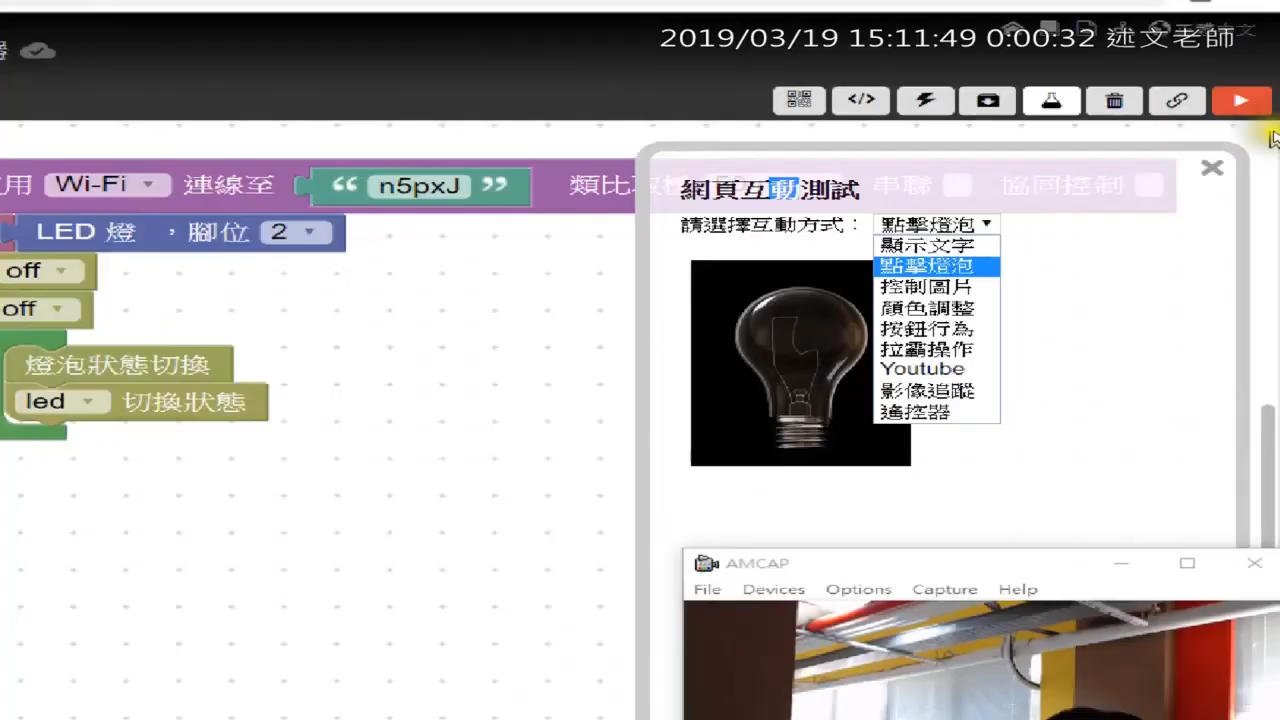 2019/03/19 15:11:49 0:00:32 述文老師
用 Wi-Fi 連線至 “ n5pxJ ” 類比取樣 串聯 協同控制
LED 燈 ，腳位 2
off
off
燈泡狀態切換
led 切換狀態
網頁互動測試
請選擇互動方式： 點擊燈泡
顯示文字
點擊燈泡
控制圖片
顏色調整
按鈕行為
拉霸操作
Youtube
影像追蹤
遙控器
AMCAP
File Devices Options Capture Help